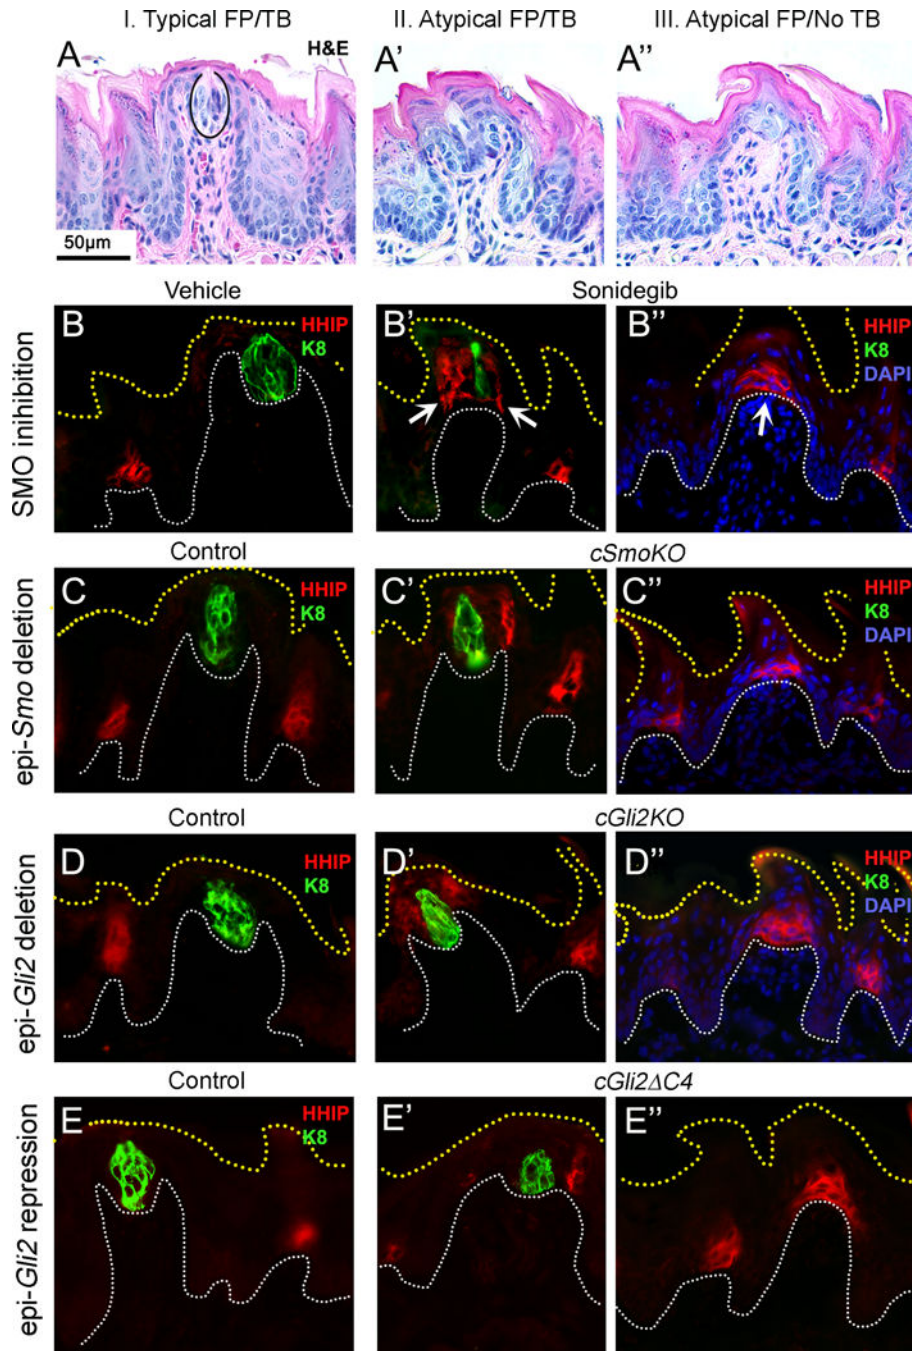 I. Typical FP/TB
II. Atypical FP/TB
III. Atypical FP/No TB
A
H&E
A'
A''
50µm
Vehicle
Sonidegib
SMO inihibition
B
HHIP
K8
B'
B''
HHIP
K8
DAPI
Control
cSmoKO
epi-Smo deletion
C
HHIP
K8
C'
C''
HHIP
K8
DAPI
Control
cGli2KO
epi-Gli2 deletion
D
HHIP
K8
D'
D''
HHIP
K8
DAPI
Control
cGli2ΔC4
epi-Gli2 repression
E
HHIP
K8
E'
E''